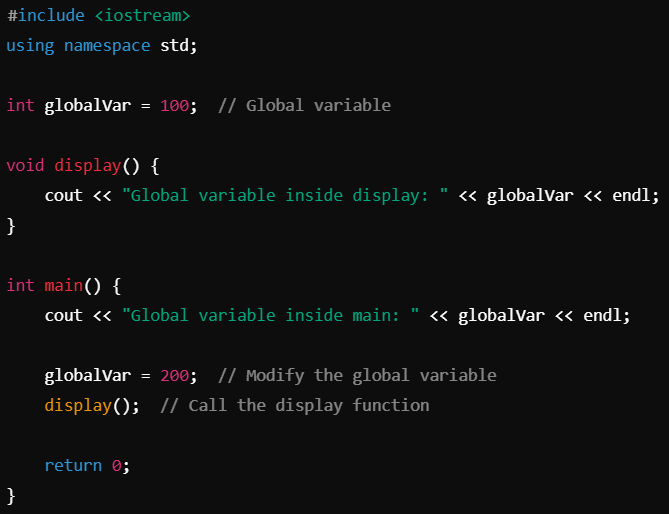 #include <iostream>
using namespace std;
int globalVar = 100;  // Global variable
void display() {
    cout << "Global variable inside display: " << globalVar << endl;
}
int main() {
    cout << "Global variable inside main: " << globalVar << endl;
    globalVar = 200;  // Modify the global variable
    display();  // Call the display function
    return 0;
}